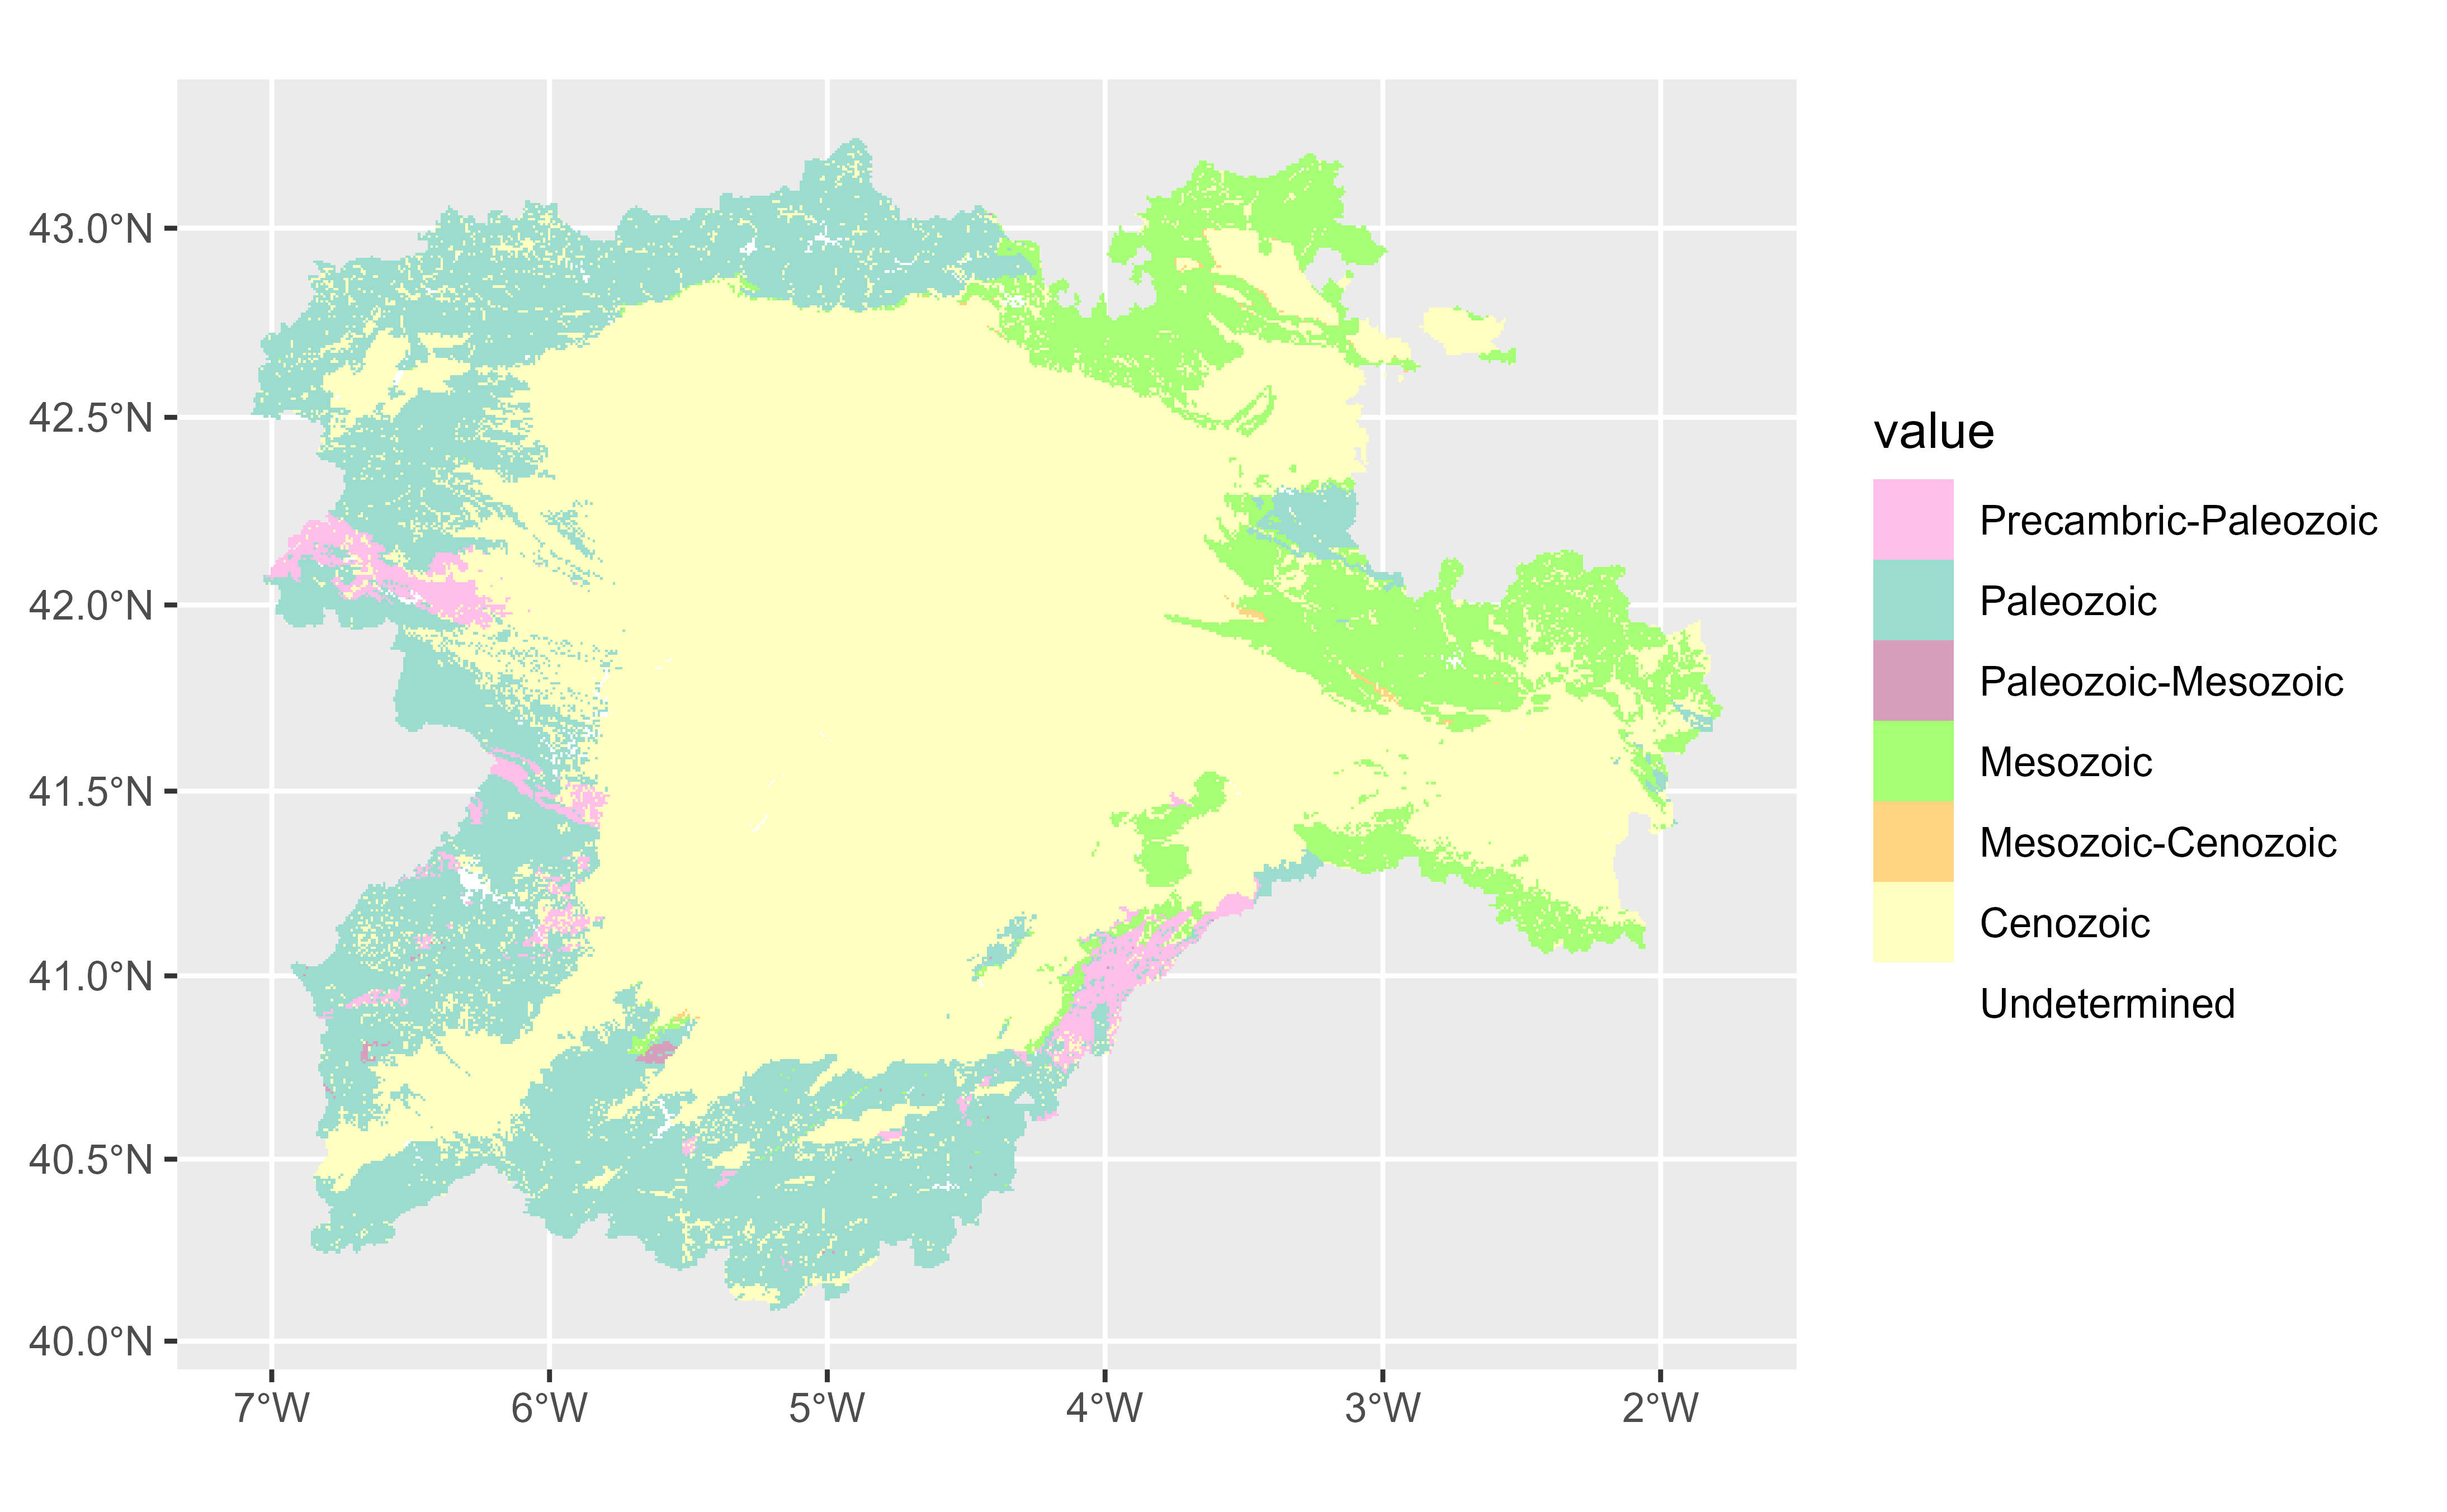 43.0°N
42.5°N
42.0°N
41.5°N
41.0°N
40.5°N
40.0°N
7°W 6°W 5°W 4°W 3°W 2°W
value
Precambric-Paleozoic
Paleozoic
Paleozoic-Mesozoic
Mesozoic
Mesozoic-Cenozoic
Cenozoic
Undetermined